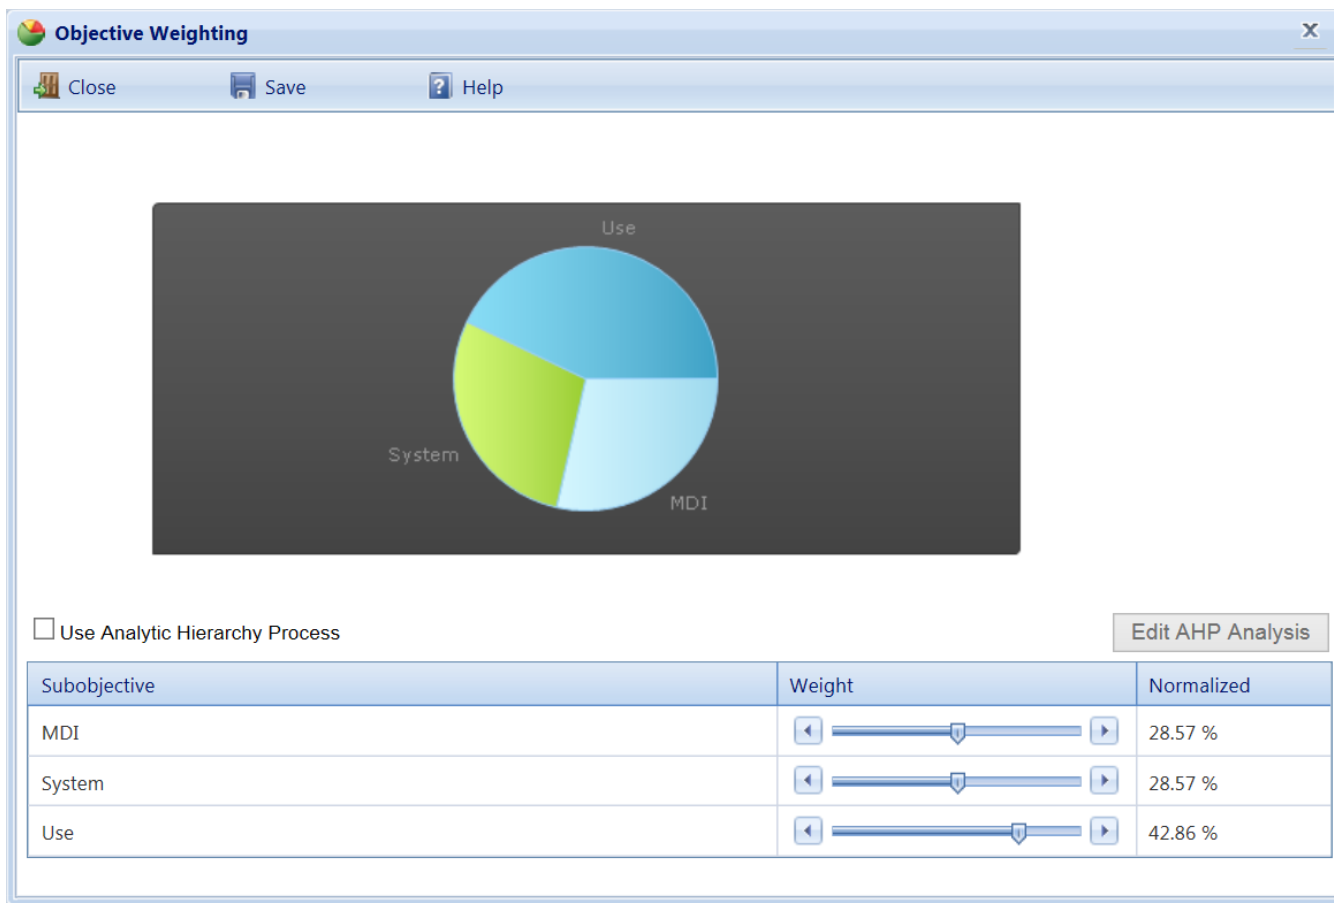 Objective Weighting
Close Save Help
Use
System
MDI
Use Analytic Hierarchy Process Edit AHP Analysis
Subobjective Weight Normalized
MDI 28.57 %
System 28.57 %
Use 42.86 %